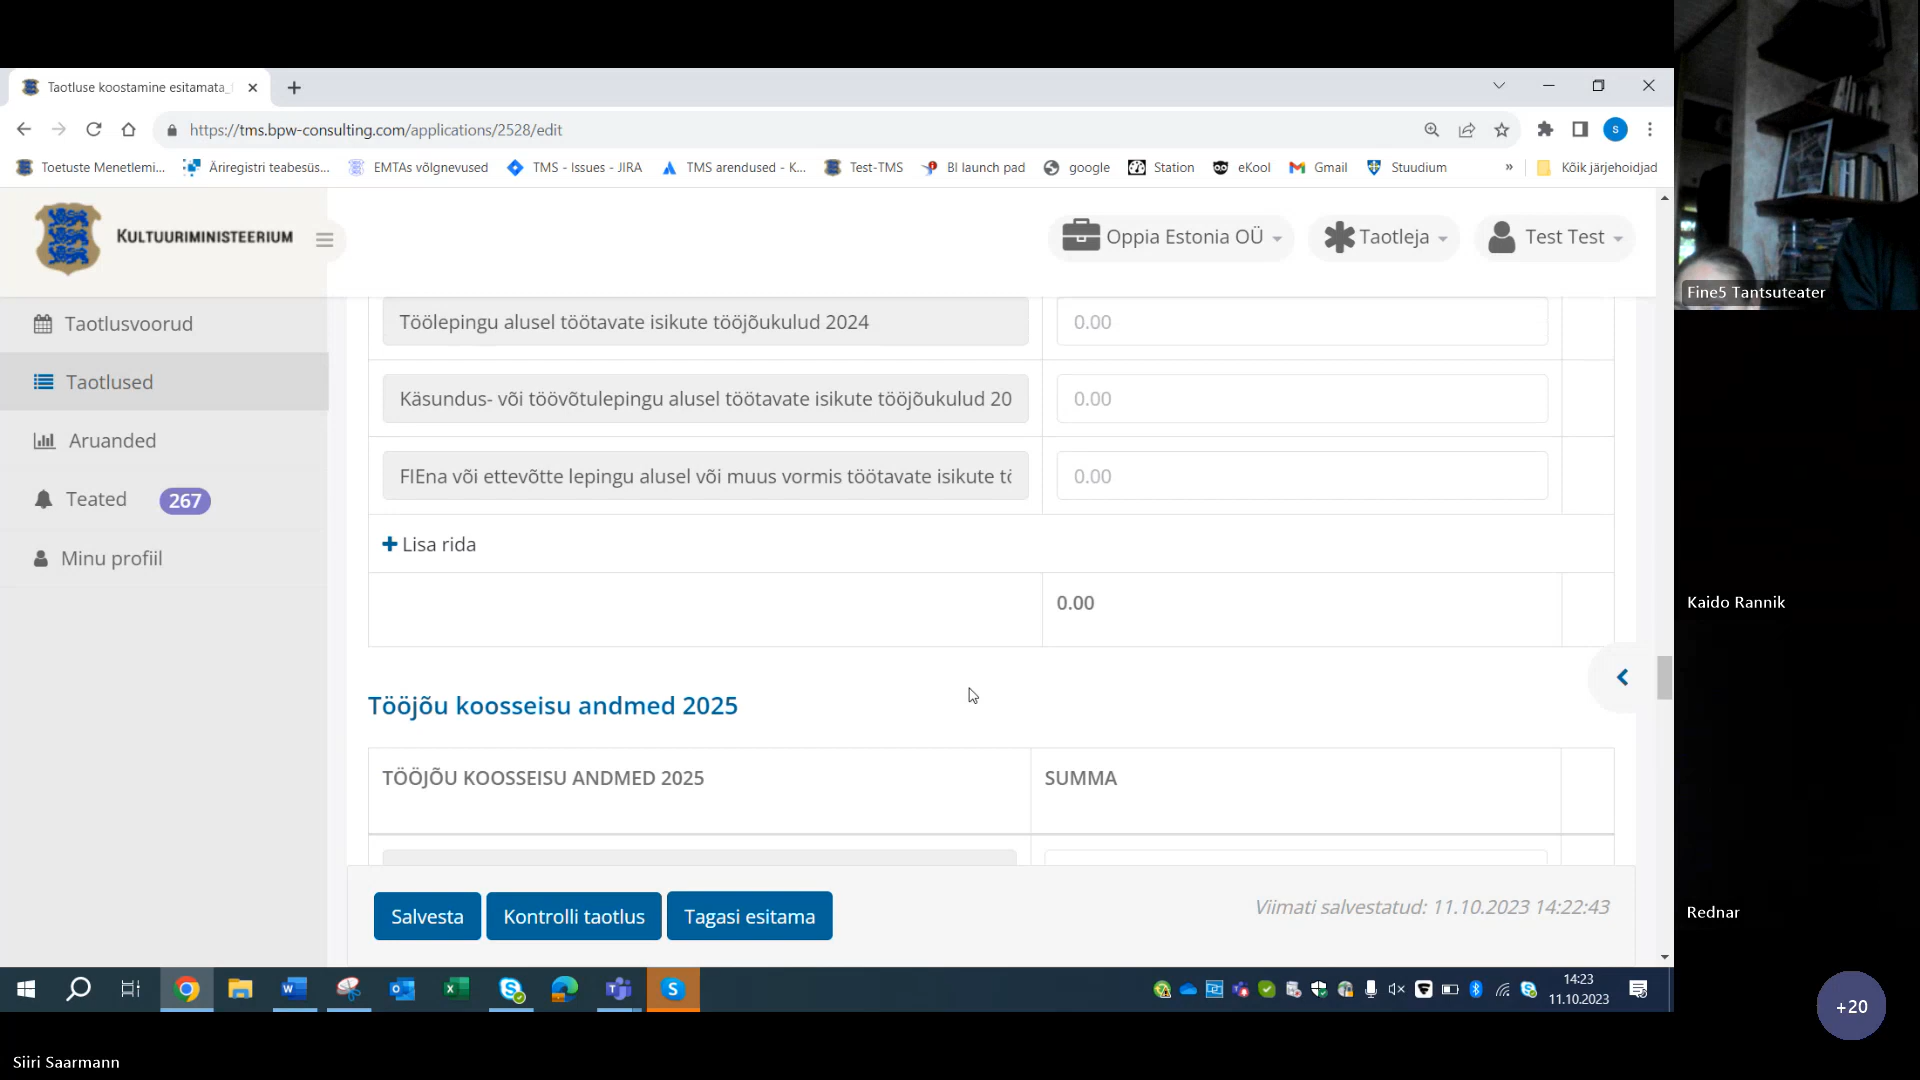 Taotluse koostamine esitamata_
https://tms.bpw-consulting.com/applications/2528/edit
S
Toetuste Menetlemi...
Äriregistri teabesüs...
EMTAs võlgnevused
TMS - Issues - JIRA
TMS arendused - K...
Test-TMS
BI launch pad
google
Station
eKool
Gmail
Stuudium
»
Kõik järjehoidjad
KULTUURIMINISTEERIUM
Oppia Estonia OÜ
Taotleja
Test Test
Taotlusvoorud
Taotlused
Aruanded
Teated 267
Minu profiil
Töölepingu alusel töötavate isikute tööjõukulud 2024
0.00
Käsundus- või töövõtulepingu alusel töötavate isikute tööjõukulud 20
0.00
FIEna või ettevõtte lepingu alusel või muus vormis töötavate isikute tö
0.00
Lisa rida
0.00
Tööjõu koosseisu andmed 2025
TÖÖJÕU KOOSSEISU ANDMED 2025
SUMMA
Salvesta
Kontrolli taotlus
Tagasi esitama
Viimati salvestatud: 11.10.2023 14:22:43
14:23
11.10.2023
Fine5 Tantsuteater
Kaido Rannik
Rednar
+20
Siiri Saarmann